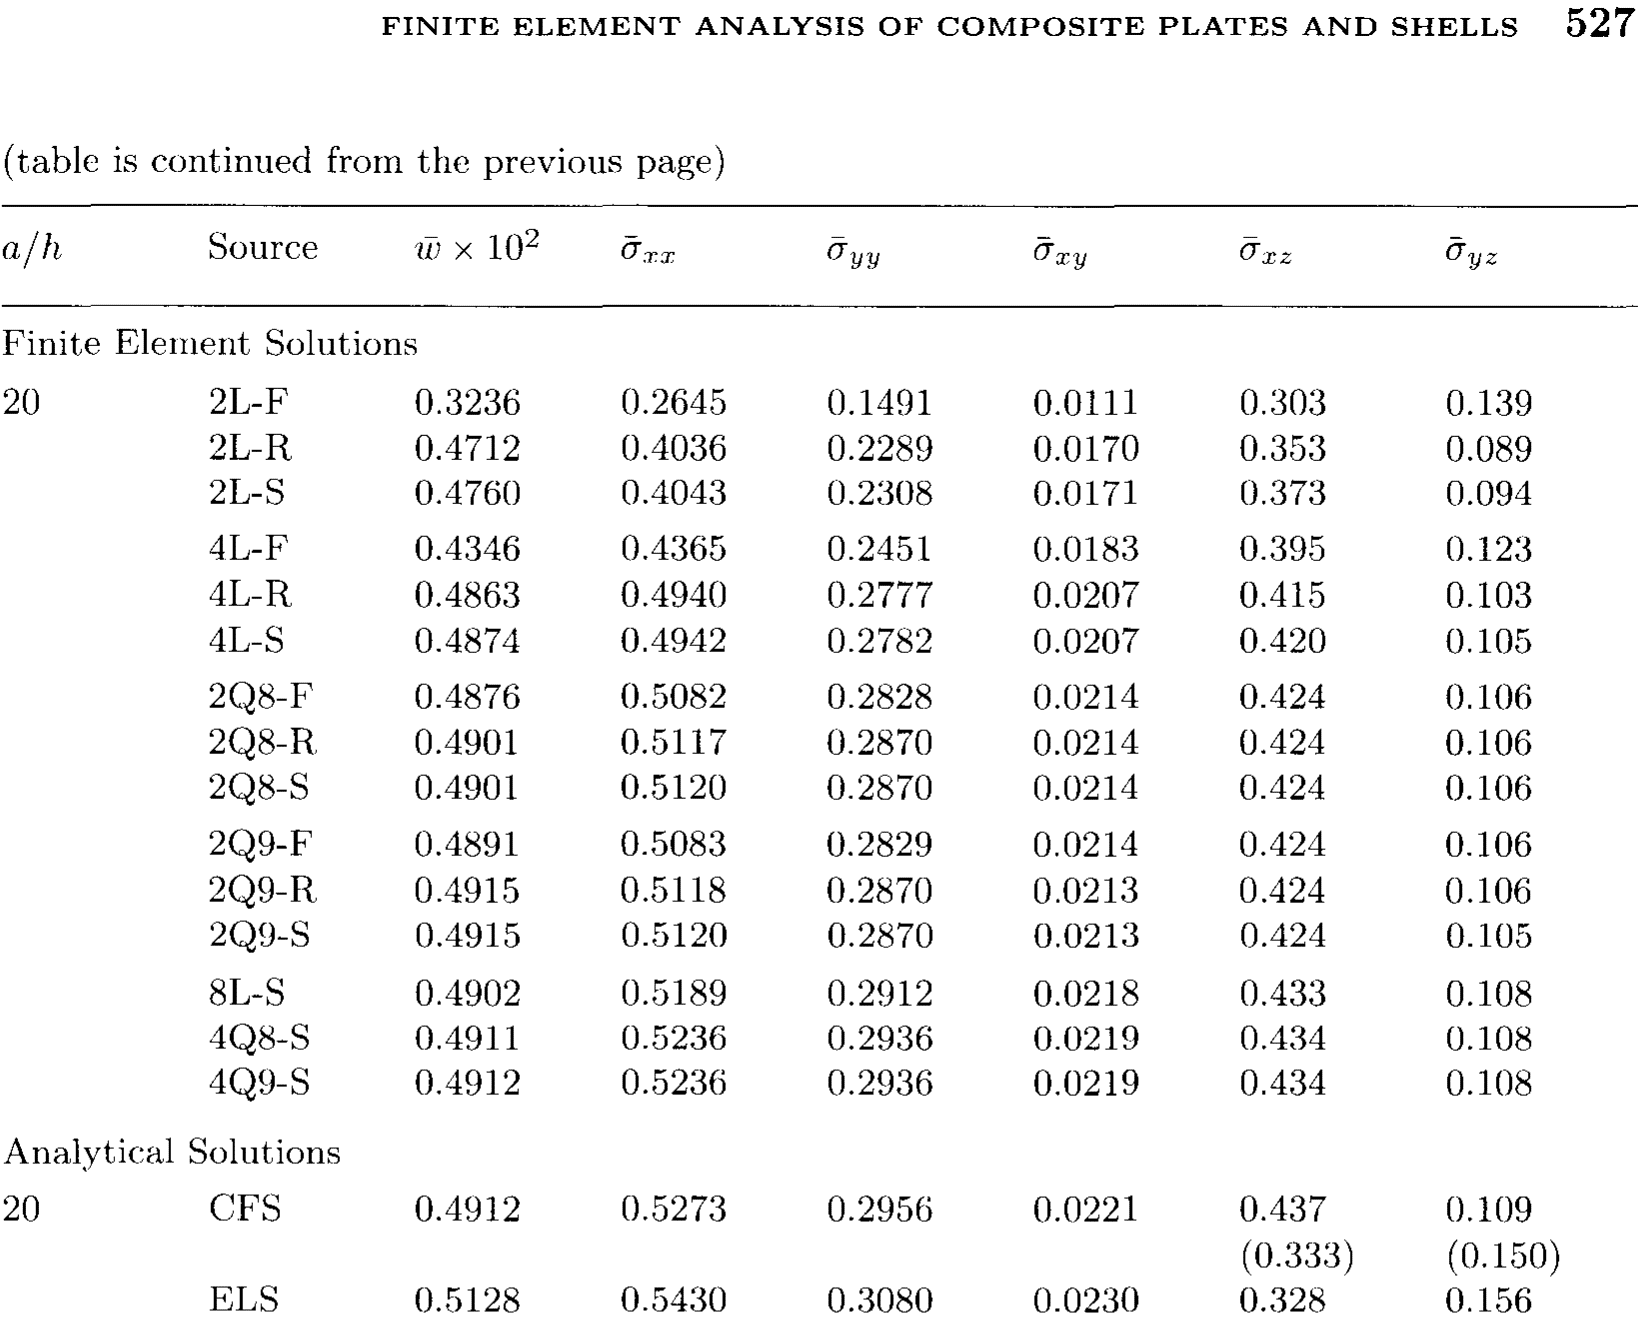 FINITE ELEMENT ANALYSIS OF COMPOSITE PLATES AND SHELLS 527
(table is continued from the previous page)
a/h Source w̄ × 10² σ̄xx σ̄yy σ̄xy σ̄xz σ̄yz
Finite Element Solutions
20 2L-F 0.3236 0.2645 0.1491 0.0111 0.303 0.139
2L-R 0.4712 0.4036 0.2289 0.0170 0.353 0.089
2L-S 0.4760 0.4043 0.2308 0.0171 0.373 0.094
4L-F 0.4346 0.4365 0.2451 0.0183 0.395 0.123
4L-R 0.4863 0.4940 0.2777 0.0207 0.415 0.103
4L-S 0.4874 0.4942 0.2782 0.0207 0.420 0.105
2Q8-F 0.4876 0.5082 0.2828 0.0214 0.424 0.106
2Q8-R 0.4901 0.5117 0.2870 0.0214 0.424 0.106
2Q8-S 0.4901 0.5120 0.2870 0.0214 0.424 0.106
2Q9-F 0.4891 0.5083 0.2829 0.0214 0.424 0.106
2Q9-R 0.4915 0.5118 0.2870 0.0213 0.424 0.106
2Q9-S 0.4915 0.5120 0.2870 0.0213 0.424 0.105
8L-S 0.4902 0.5189 0.2912 0.0218 0.433 0.108
4Q8-S 0.4911 0.5236 0.2936 0.0219 0.434 0.108
4Q9-S 0.4912 0.5236 0.2936 0.0219 0.434 0.108
Analytical Solutions
20 CFS 0.4912 0.5273 0.2956 0.0221 0.437 0.109
(0.333) (0.150)
ELS 0.5128 0.5430 0.3080 0.0230 0.328 0.156